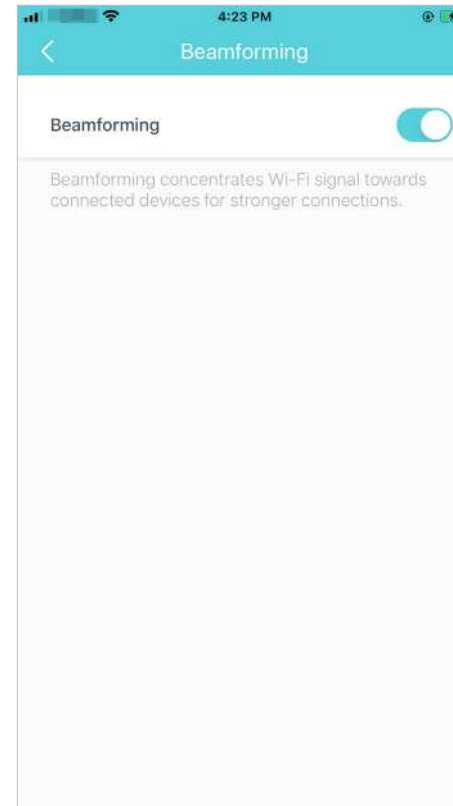 4:23 PM
Beamforming
Beamforming
Beamforming concentrates Wi-Fi signal towards
connected devices for stronger connections.